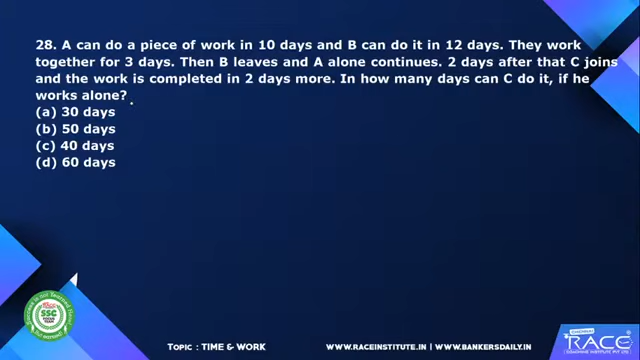 28. A can do a piece of work in 10 days and B can do it in 12 days. They work
together for 3 days. Then B leaves and A alone continues. 2 days after that C joins
and the work is completed in 2 days more. In how many days can C do it, if he
works alone?
(a) 30 days
(b) 50 days
(c) 40 days
(d) 60 days
SSC
TOPIC : TIME & WORK
WWW.RACEINSTITUTE.IN | WWW.BANKERSDAILY.IN
RACE